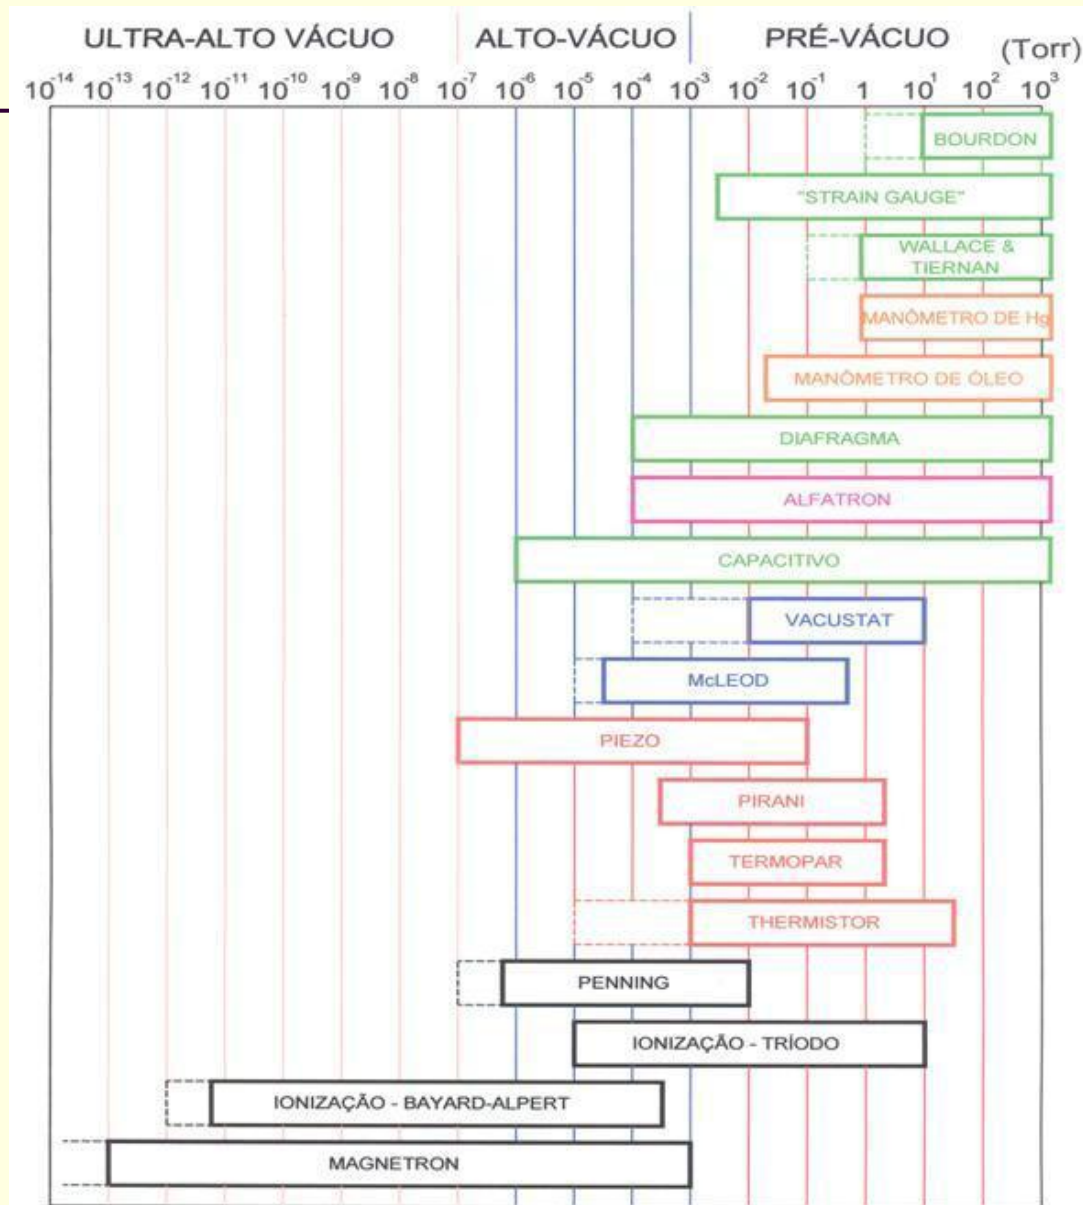 ULTRA-ALTO VÁCUO ALTO-VÁCUO PRÉ-VÁCUO (Torr)
10⁻¹⁴ 10⁻¹³ 10⁻¹² 10⁻¹¹ 10⁻¹⁰ 10⁻⁹ 10⁻⁸ 10⁻⁷ 10⁻⁶ 10⁻⁵ 10⁻⁴ 10⁻³ 10⁻² 10⁻¹ 1 10¹ 10² 10³
BOURDON
"STRAIN GAUGE"
WALLACE &
TIERNAN
MANÔMETRO DE Hg
MANÔMETRO DE ÓLEO
DIAFRAGMA
ALFATRON
CAPACITIVO
VACUSTAT
McLEOD
PIEZO
PIRANI
TERMOPAR
THERMISTOR
PENNING
IONIZAÇÃO - TRÍODO
IONIZAÇÃO - BAYARD-ALPERT
MAGNETRON